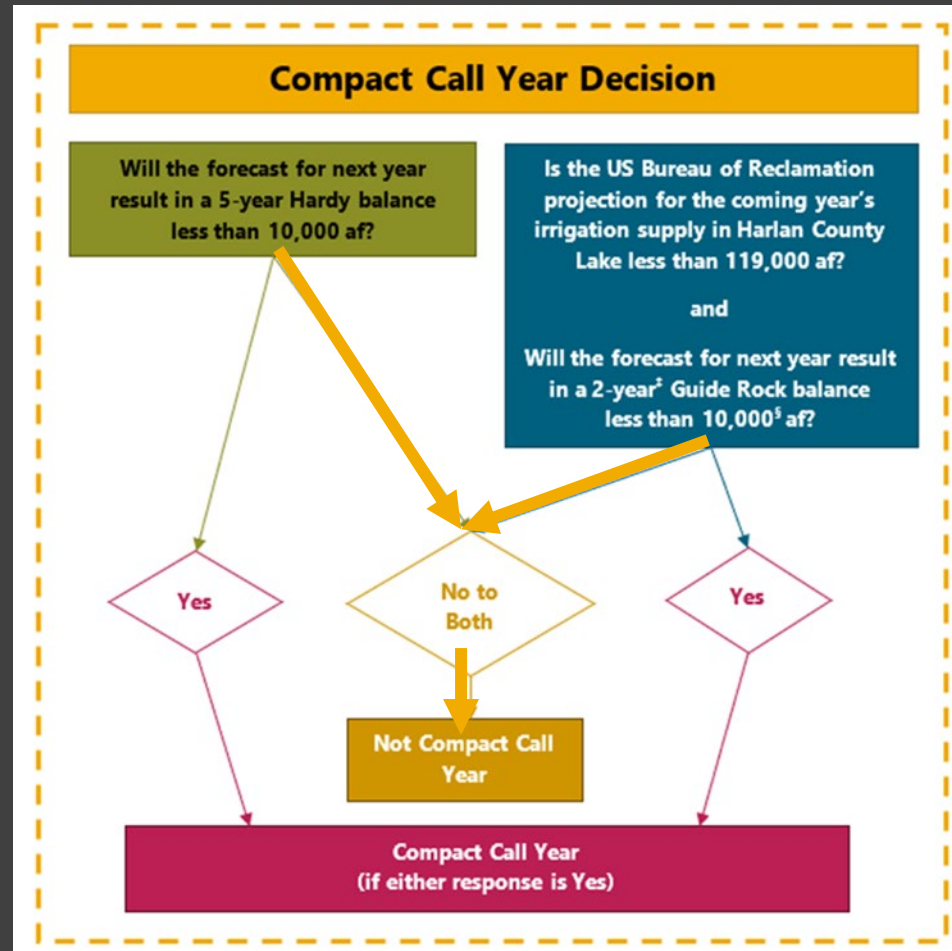 Compact Call Year Decision
Will the forecast for next year
result in a 5-year Hardy balance
less than 10,000 af?
Is the US Bureau of Reclamation
projection for the coming year's
irrigation supply in Harlan County
Lake less than 119,000 af?
and
Will the forecast for next year result
in a 2-year‡ Guide Rock balance
less than 10,000§ af?
Yes
No to
Both
Yes
Not Compact Call
Year
Compact Call Year
(if either response is Yes)